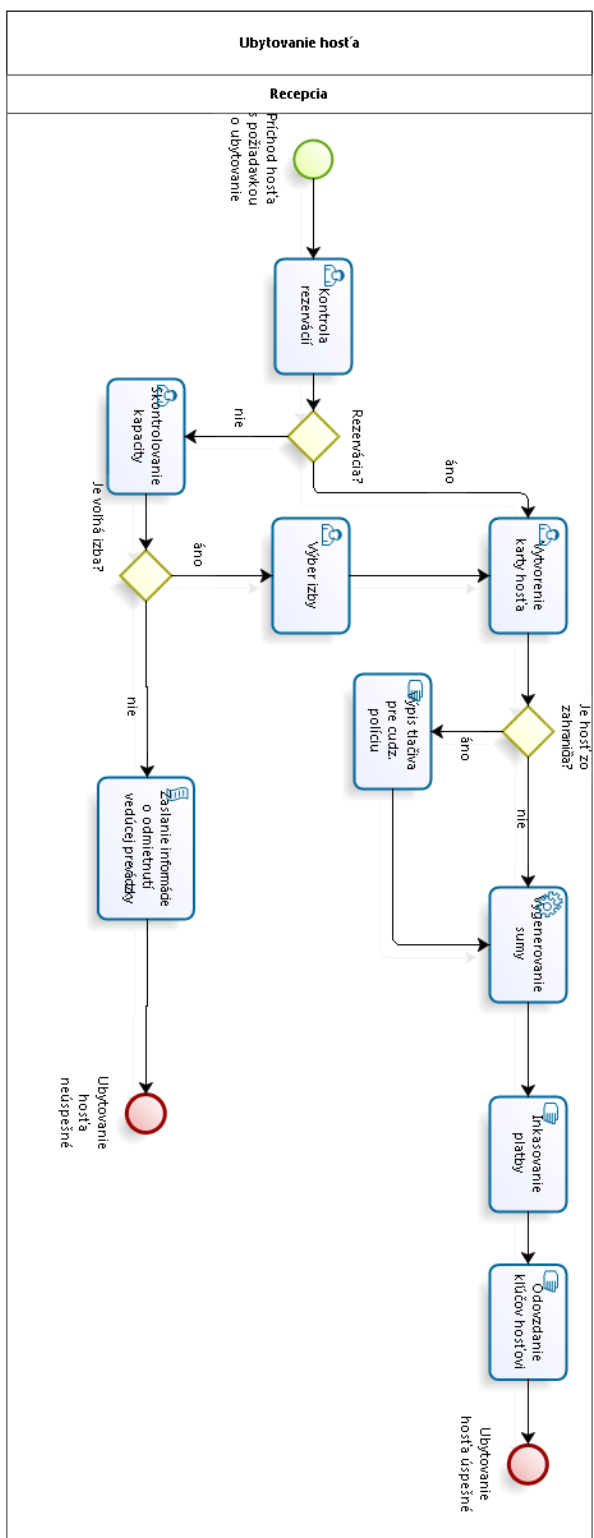 Ubytovanie hosťa
Recepcia
Príchod hosťa
s požiadavkou
o ubytovanie
Kontrola
rezervácií
Rezervácia?
nie
áno
Skontrolovanie
kapacity
Je voľná izba?
áno
nie
Výber izby
Vytvorenie
karty hosťa
Je hosť zo
zahraničia?
áno
nie
Výpis tlačiva
pre cudz.
políciu
Zaslanie informácie
o odmietnutí
vedúcej prevádzky
Vygenerovanie
sumy
Ubytovanie
hosťa
neúspešné
Inkasovanie
platby
Odovzdanie
kľúčov hosťovi
Ubytovanie
hosťa úspešné